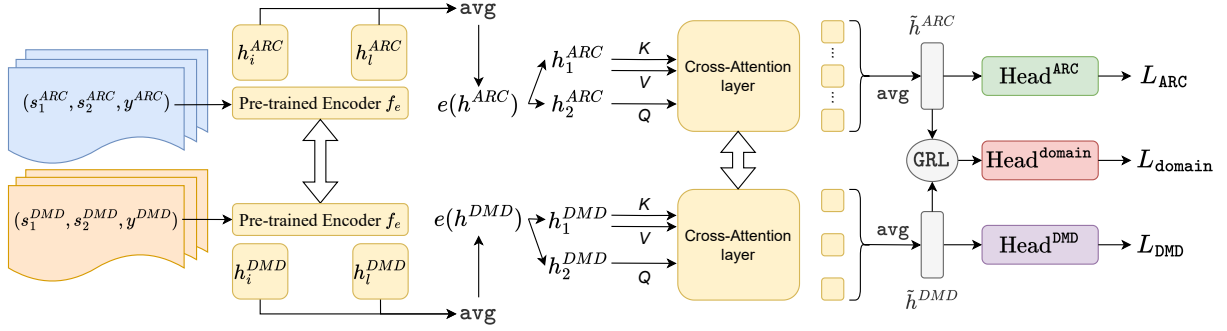 avg
h_i^{ARC}
h_l^{ARC}
(s_1^{ARC}, s_2^{ARC}, y^{ARC})
Pre-trained Encoder f_e
e(h^{ARC})
h_1^{ARC}
h_2^{ARC}
K
V
Q
Cross-Attention
layer
...
...
avg
\tilde{h}^{ARC}
Head^{ARC}
L_{ARC}
GRL
Head^{domain}
L_{domain}
(s_1^{DMD}, s_2^{DMD}, y^{DMD})
Pre-trained Encoder f_e
h_i^{DMD}
h_l^{DMD}
avg
e(h^{DMD})
h_1^{DMD}
h_2^{DMD}
K
V
Q
Cross-Attention
layer
avg
\tilde{h}^{DMD}
Head^{DMD}
L_{DMD}